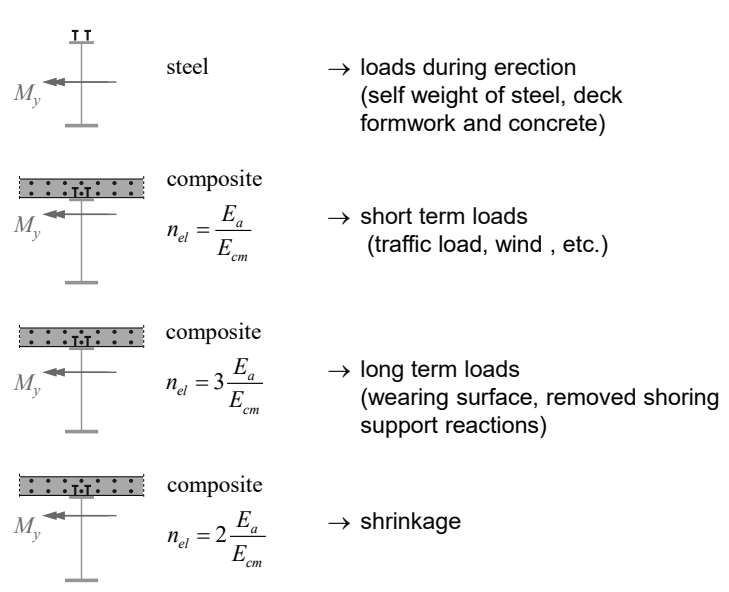 M_y
steel
→ loads during erection
(self weight of steel, deck
formwork and concrete)
M_y
composite
n_el = E_a / E_cm
→ short term loads
(traffic load, wind , etc.)
M_y
composite
n_el = 3 E_a / E_cm
→ long term loads
(wearing surface, removed shoring
support reactions)
M_y
composite
n_el = 2 E_a / E_cm
→ shrinkage